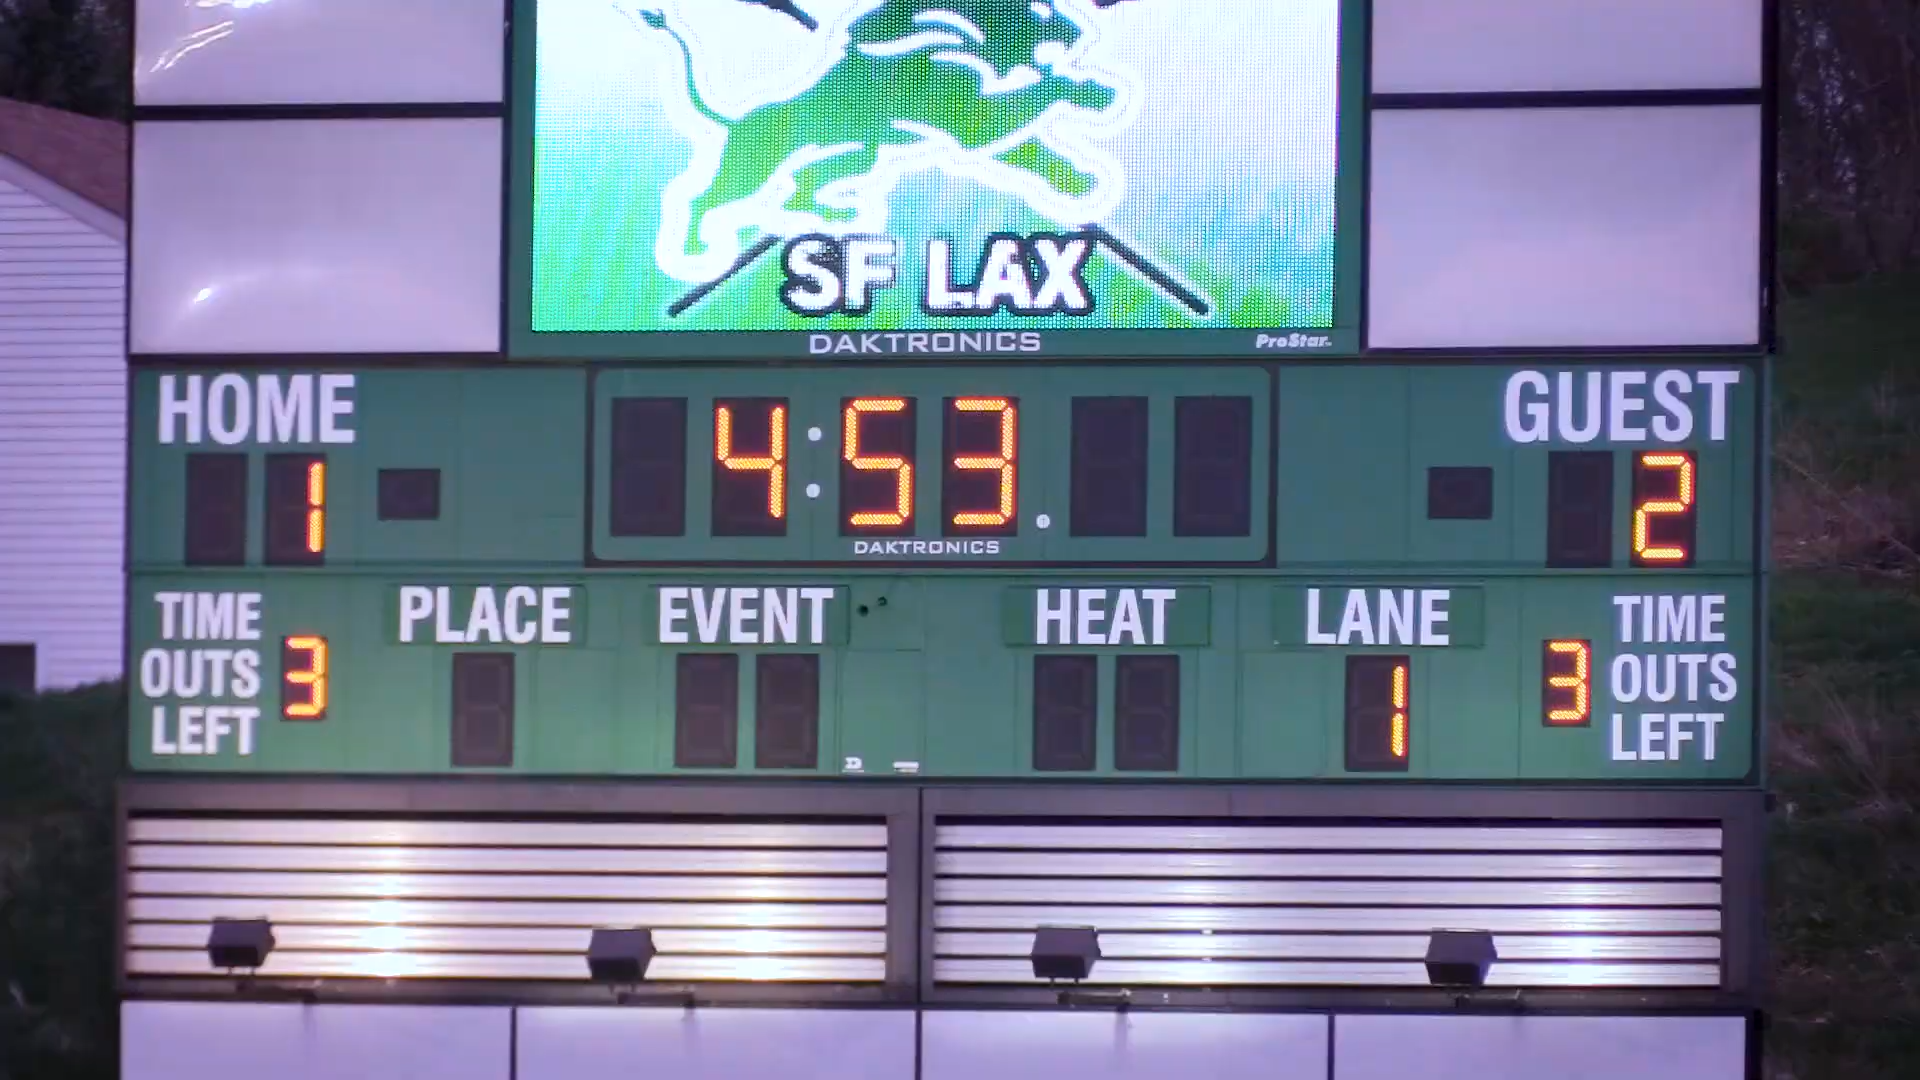 SF LAX
DAKTRONICS ProStar
HOME 4:53 GUEST
1 2
DAKTRONICS
TIME OUTS LEFT 3
PLACE EVENT HEAT LANE
1
3 TIME OUTS LEFT